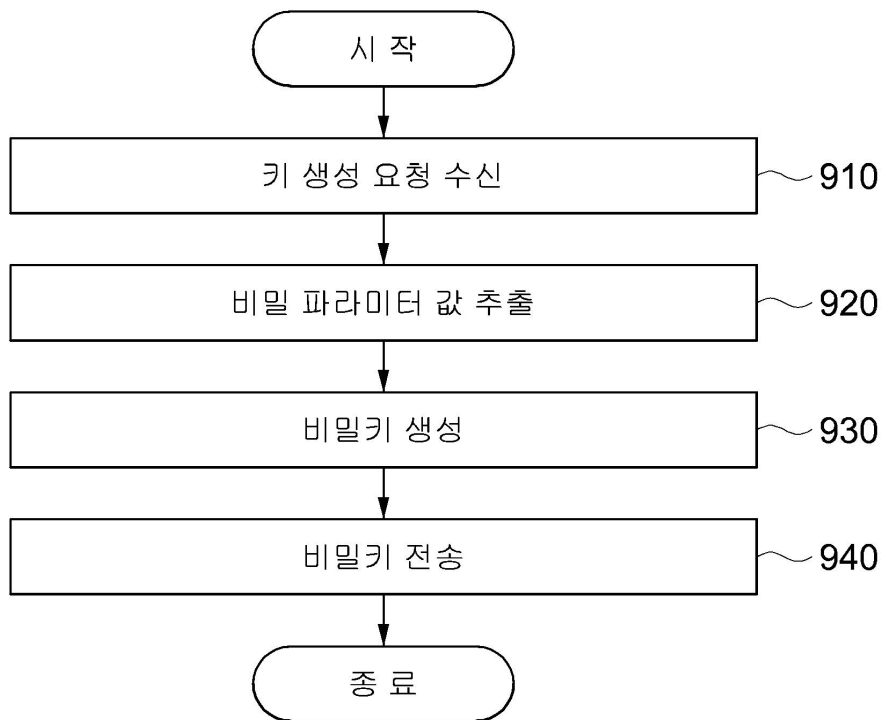 시 작
키 생성 요청 수신
910
비밀 파라미터 값 추출
920
비밀키 생성
930
비밀키 전송
940
종 료